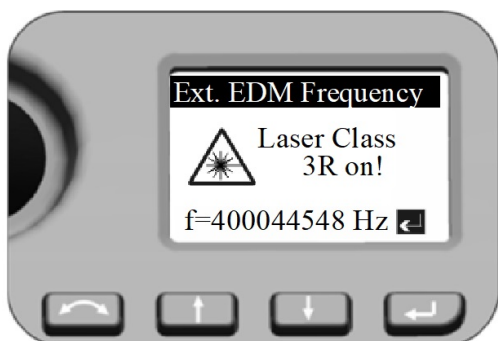 Ext. EDM Frequency
Laser Class
3R on!
f=400044548 Hz